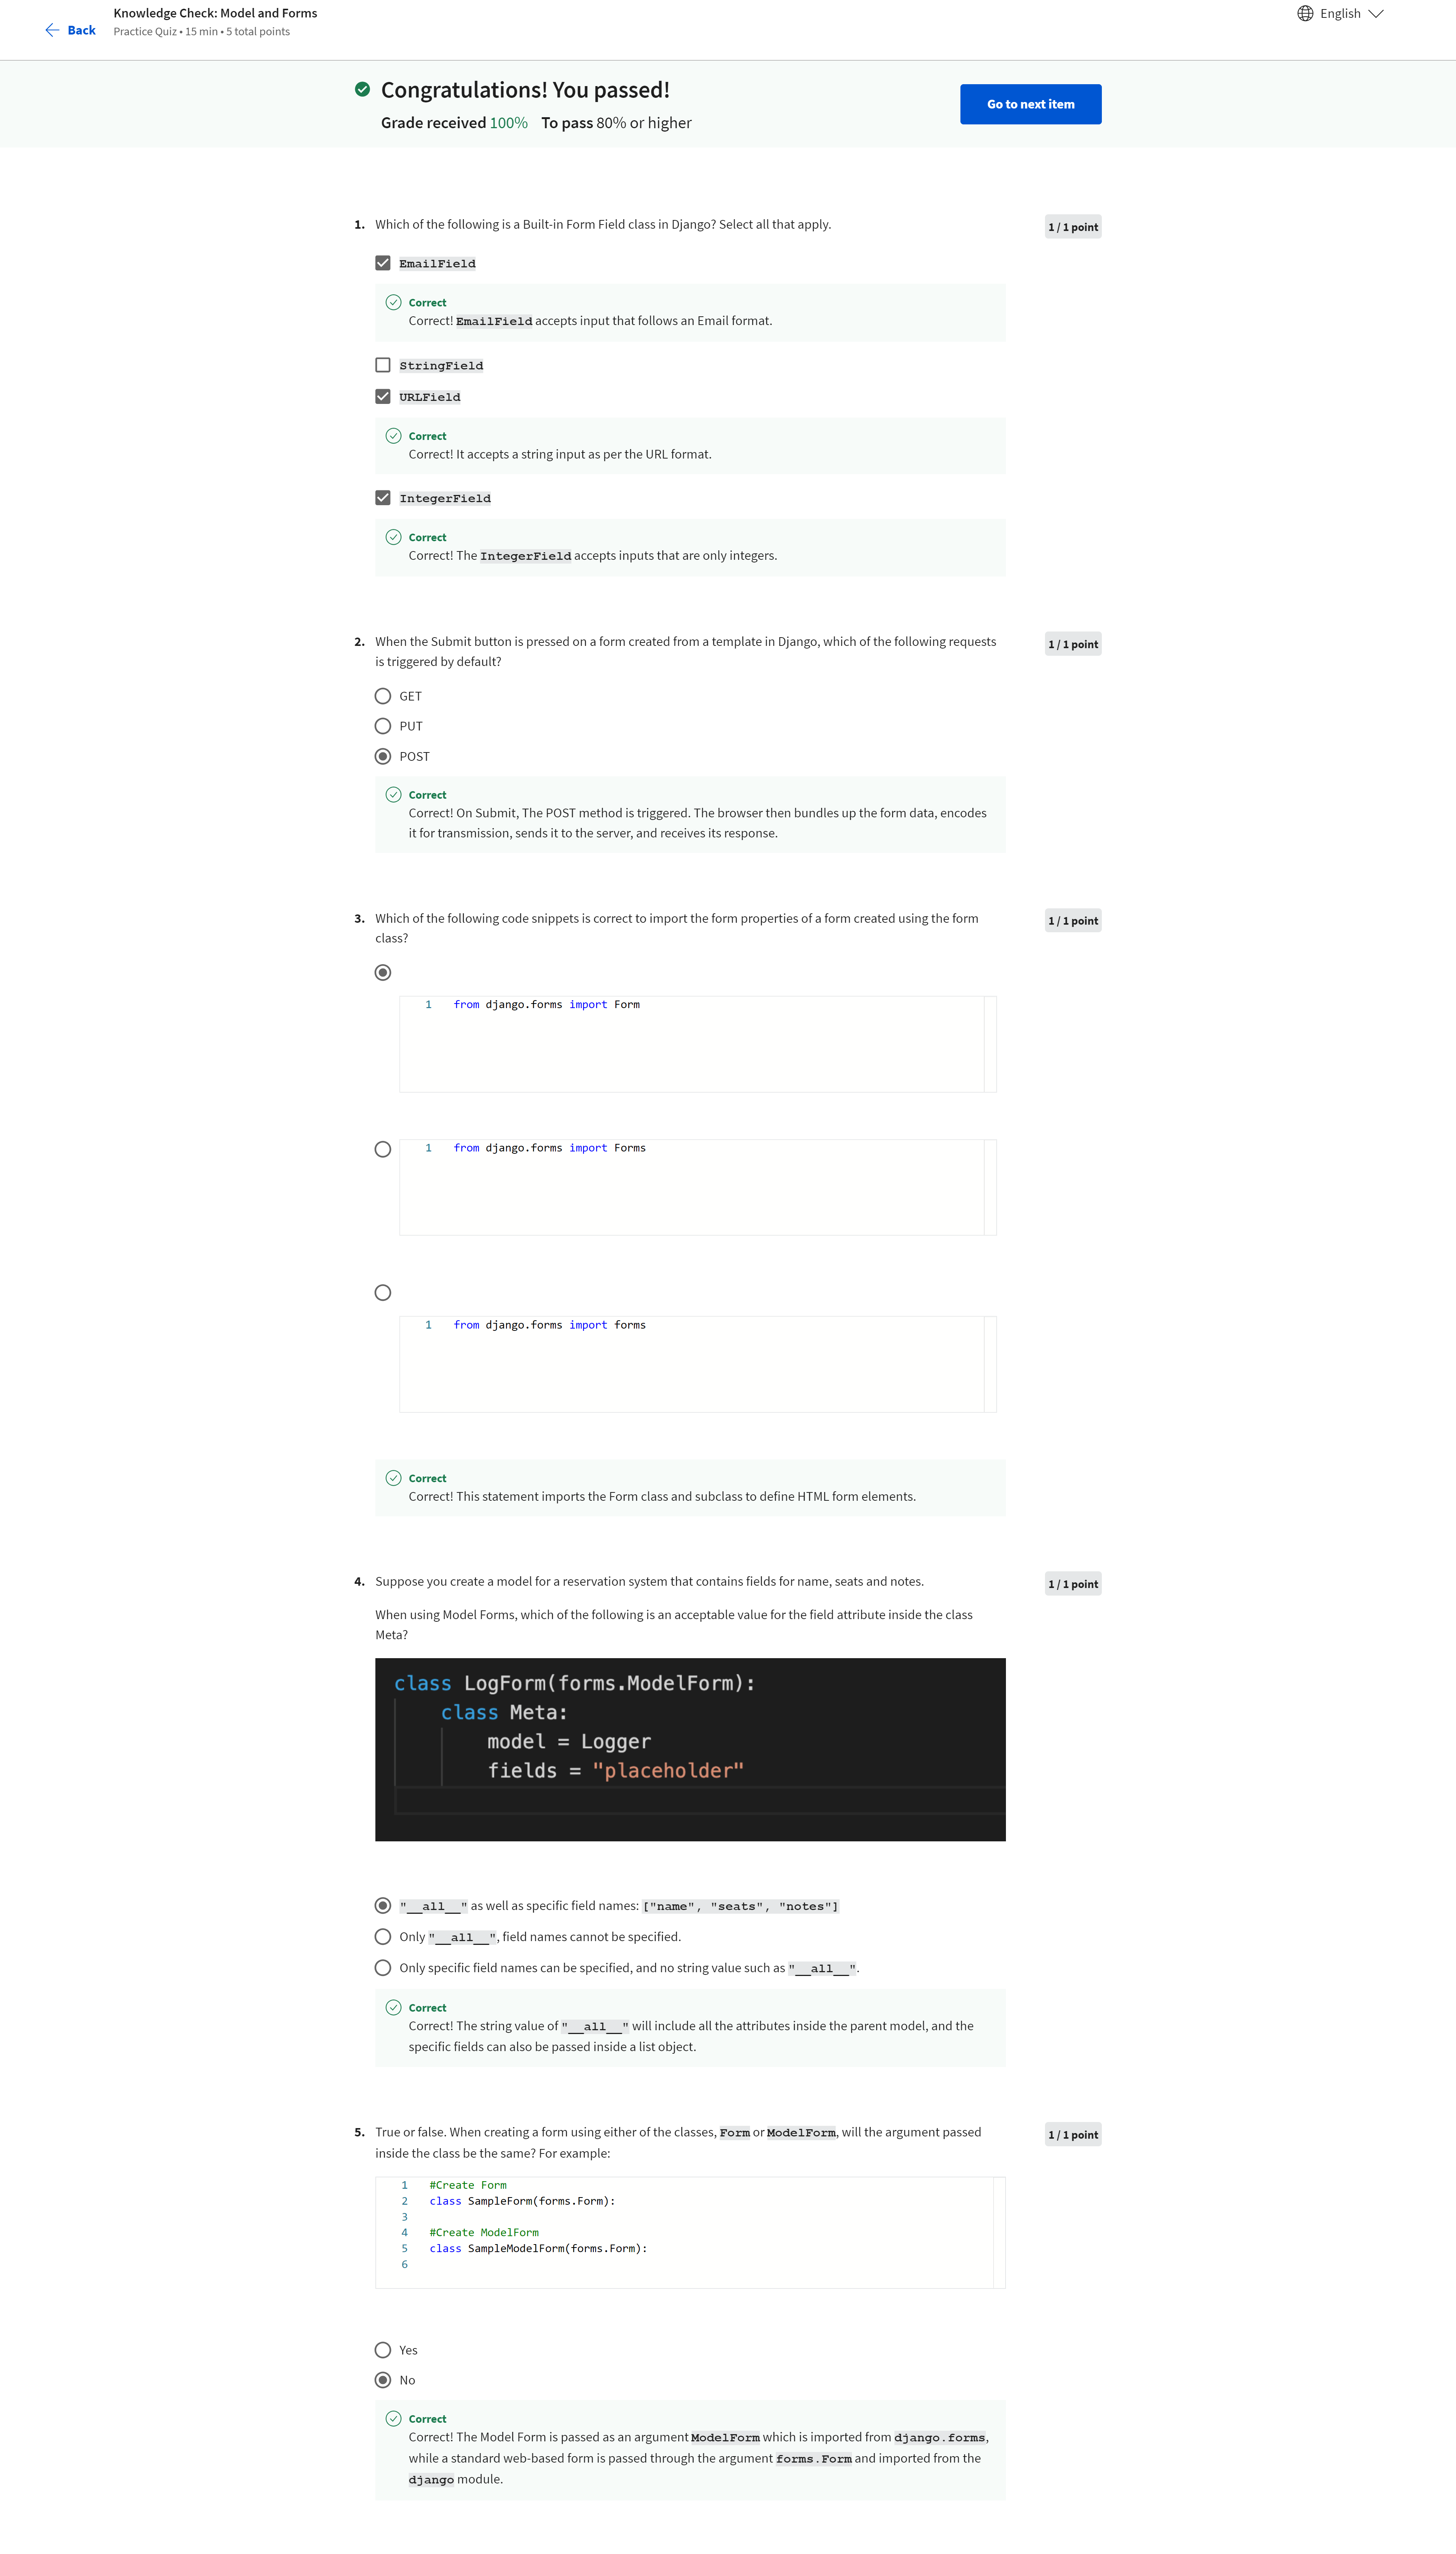 Back
Knowledge Check: Model and Forms
Practice Quiz • 15 min • 5 total points
English
Congratulations! You passed!
Grade received 100% To pass 80% or higher
Go to next item
1. Which of the following is a Built-in Form Field class in Django? Select all that apply.
1 / 1 point
EmailField
Correct
Correct! EmailField accepts input that follows an Email format.
StringField
URLField
Correct
Correct! It accepts a string input as per the URL format.
IntegerField
Correct
Correct! The IntegerField accepts inputs that are only integers.
2. When the Submit button is pressed on a form created from a template in Django, which of the following requests
is triggered by default?
1 / 1 point
GET
PUT
POST
Correct
Correct! On Submit, The POST method is triggered. The browser then bundles up the form data, encodes
it for transmission, sends it to the server, and receives its response.
3. Which of the following code snippets is correct to import the form properties of a form created using the form
class?
1 / 1 point
1 from django.forms import Form
1 from django.forms import Forms
1 from django.forms import forms
Correct
Correct! This statement imports the Form class and subclass to define HTML form elements.
4. Suppose you create a model for a reservation system that contains fields for name, seats and notes.
1 / 1 point
When using Model Forms, which of the following is an acceptable value for the field attribute inside the class
Meta?
class LogForm(forms.ModelForm):
class Meta:
model = Logger
fields = "placeholder"
"__all__" as well as specific field names: ["name", "seats", "notes"]
Only "__all__", field names cannot be specified.
Only specific field names can be specified, and no string value such as "__all__".
Correct
Correct! The string value of "__all__" will include all the attributes inside the parent model, and the
specific fields can also be passed inside a list object.
5. True or false. When creating a form using either of the classes, Form or ModelForm, will the argument passed
inside the class be the same? For example:
1 / 1 point
1 #Create Form
2 class SampleForm(forms.Form):
3
4 #Create ModelForm
5 class SampleModelForm(forms.Form):
6
Yes
No
Correct
Correct! The Model Form is passed as an argument ModelForm which is imported from django.forms,
while a standard web-based form is passed through the argument forms.Form and imported from the
django module.